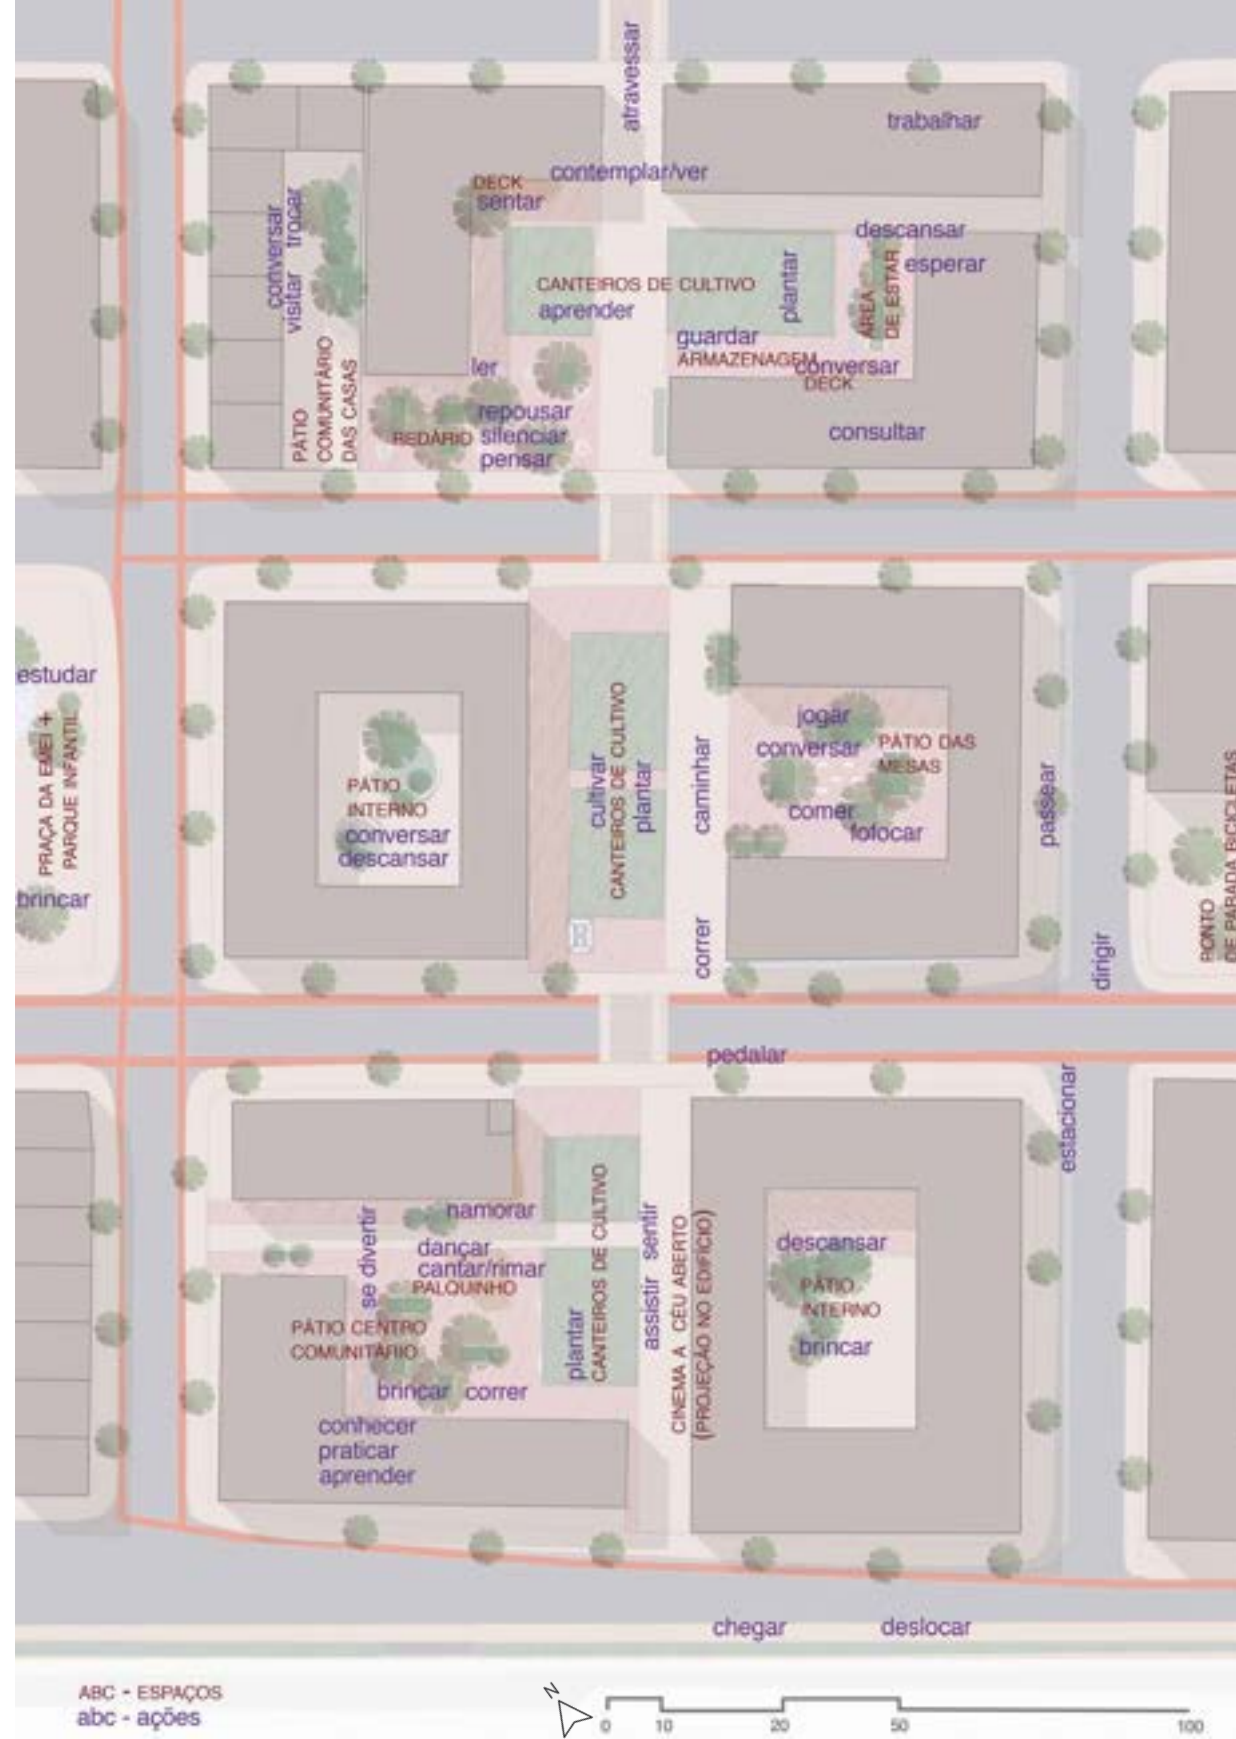 atravessar
trabalhar
contemplar/ver
DECK
sentar
conversar trocar
visitar
descansar
esperar
ÁREA
DE ESTAR
CANTEIROS DE CULTIVO
plantar
aprender
guardar
ARMAZENAGEM
conversar
DECK
ler
PÁTIO
COMUNITÁRIO
DAS CASAS
repousar
REDÁRIO silenciar
pensar
consultar
estudar
PRAÇA DA EMEI +
PARQUE INFANTIL
brincar
PÁTIO
INTERNO
conversar
descansar
cultivar
CANTEIROS DE CULTIVO
plantar
caminhar
correr
jogar
conversar
PÁTIO DAS
MESAS
comer
fofocar
passear
dirigir
PONTO
DE PARADA BICICLETAS
pedalar
estacionar
namorar
se divertir
dançar
cantar/rimar
PALQUINHO
PÁTIO CENTRO
COMUNITÁRIO
brincar correr
conhecer
praticar
aprender
plantar
CANTEIROS DE CULTIVO
assistir sentir
CINEMA A CÉU ABERTO
(PROJEÇÃO NO EDIFÍCIO)
descansar
PÁTIO
INTERNO
brincar
chegar deslocar
ABC - ESPAÇOS
abc - ações
N
0 10 20 50 100